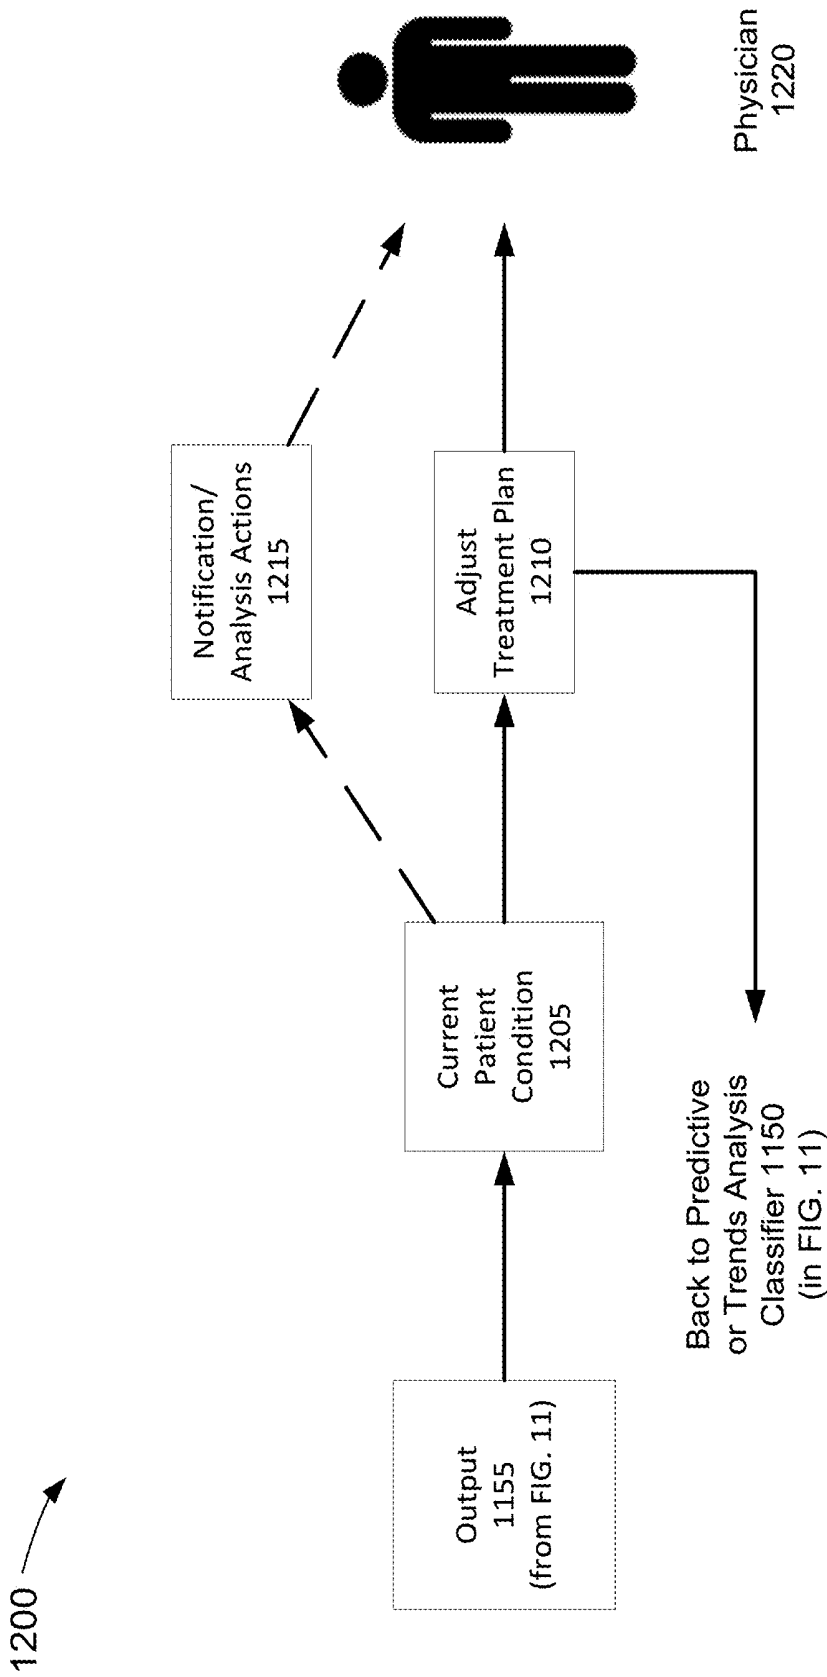 1200
Output
1155
(from FIG. 11)
Current
Patient
Condition
1205
Notification/
Analysis Actions
1215
Adjust
Treatment Plan
1210
Back to Predictive
or Trends Analysis
Classifier 1150
(in FIG. 11)
Physician
1220